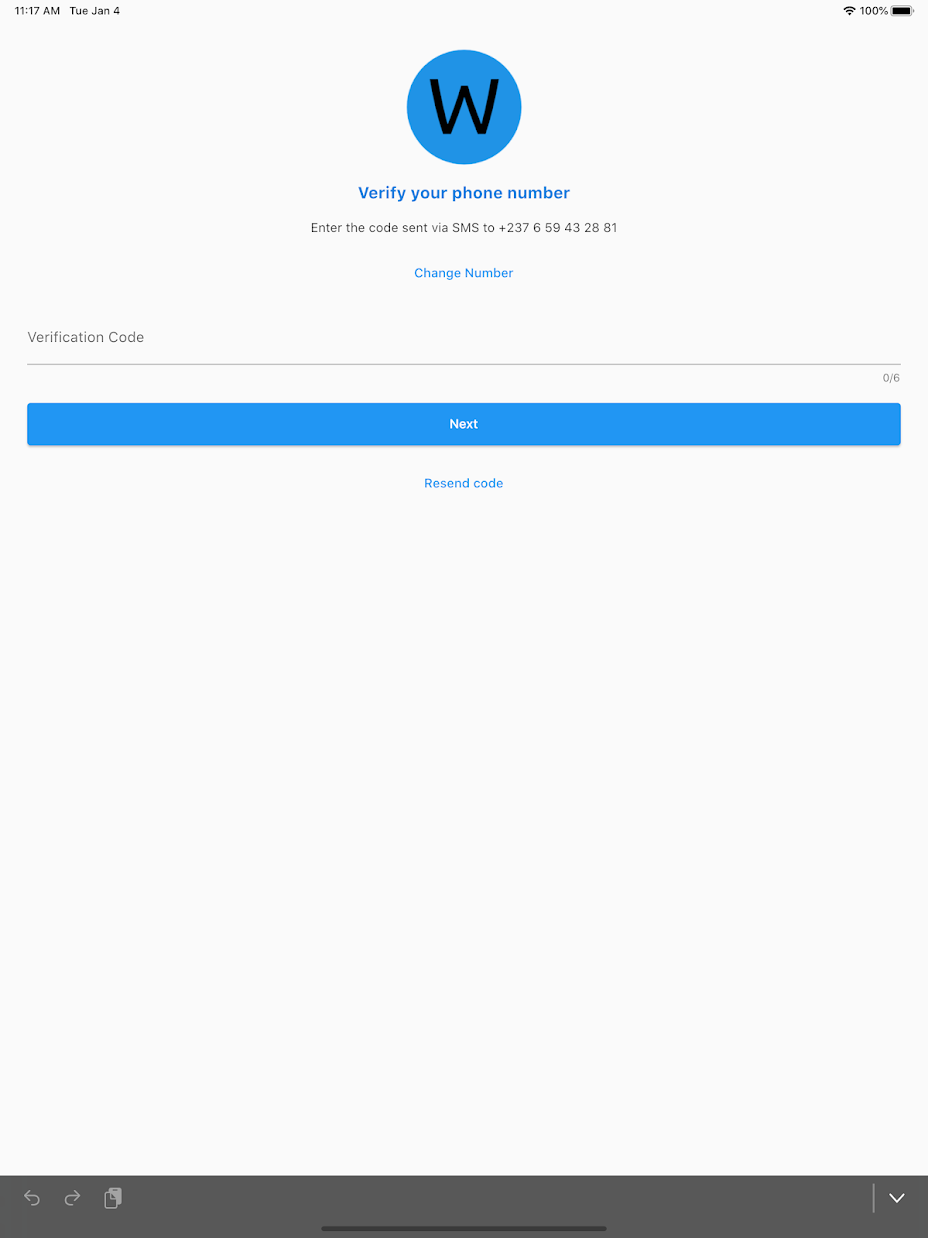 11:17 AM Tue Jan 4 100%
W
Verify your phone number
Enter the code sent via SMS to +237 6 59 43 28 81
Change Number
Verification Code
0/6
Next
Resend code